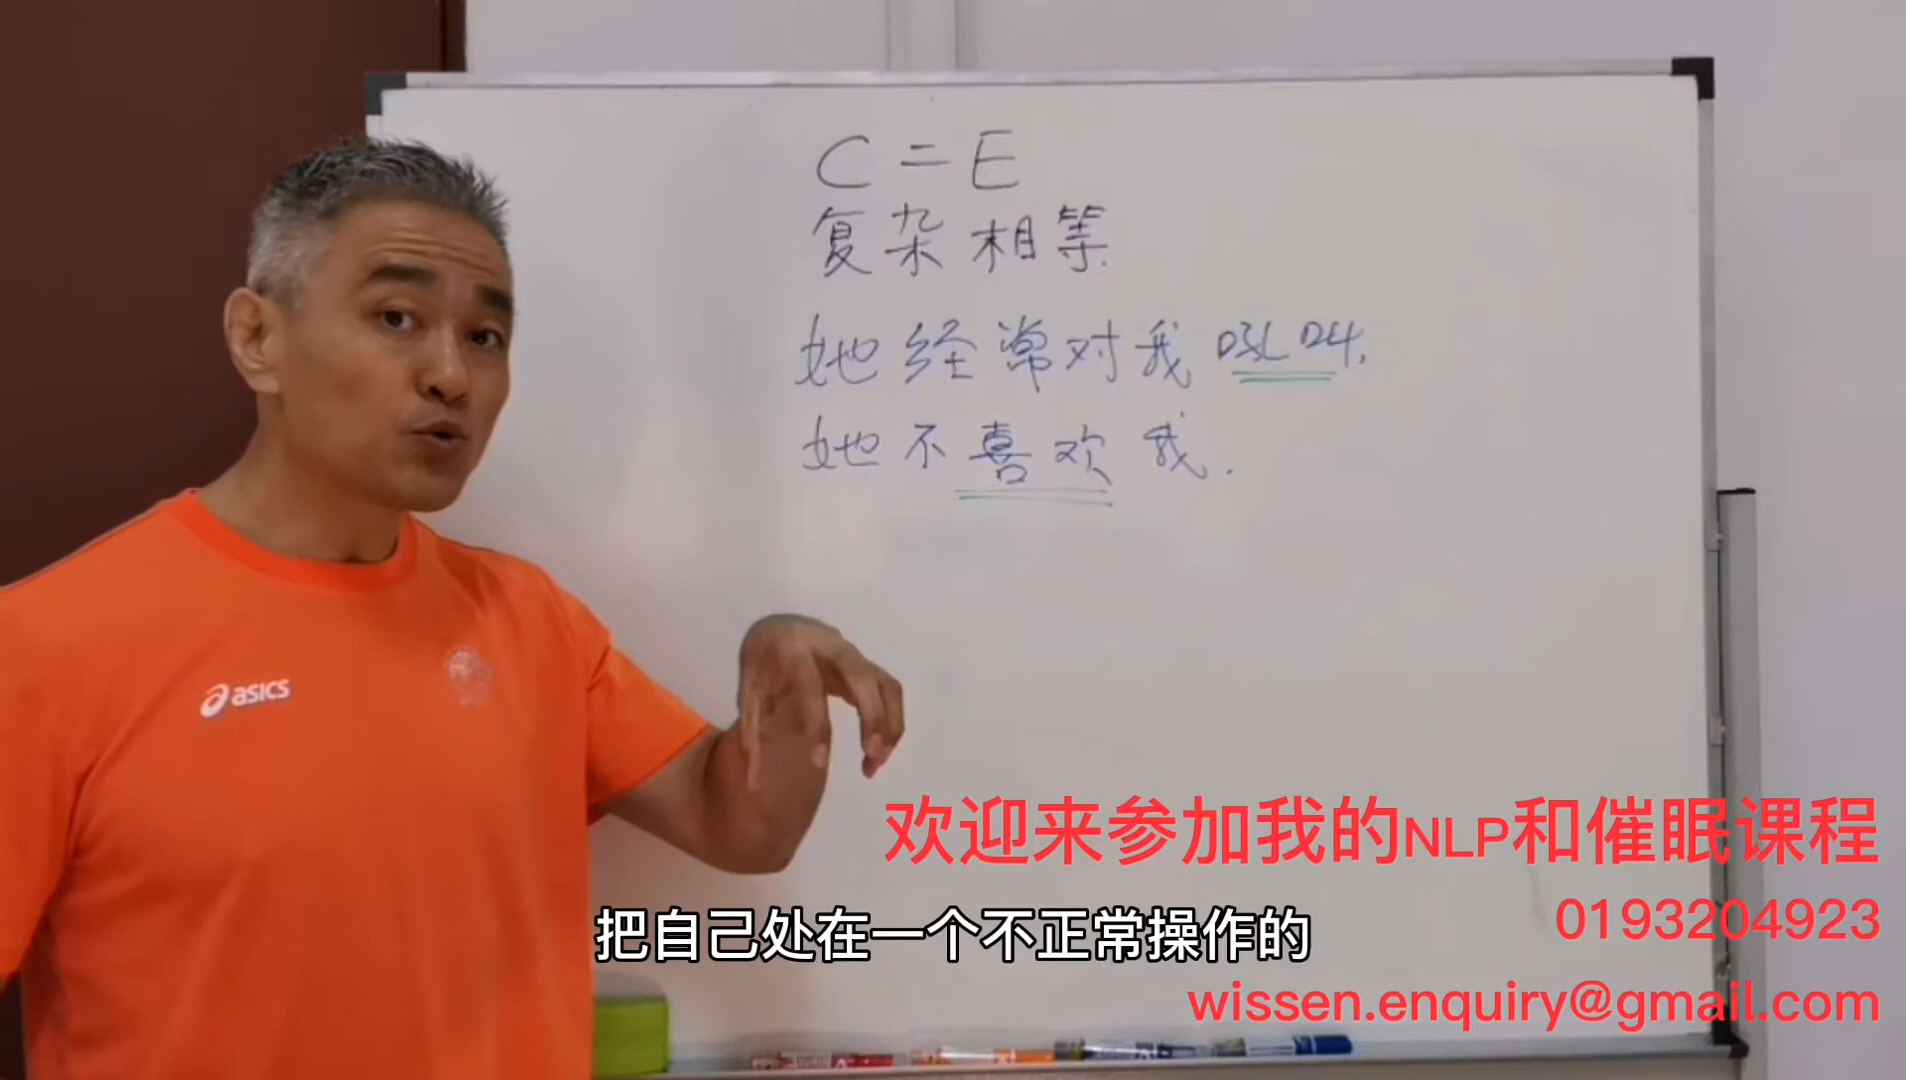 C = E
复杂相等.
她经常对我吼叫.
她不喜欢我.
asics
欢迎来参加我的NLP和催眠课程
0193204923
把自己处在一个不正常操作的
wissen.enquiry@gmail.com